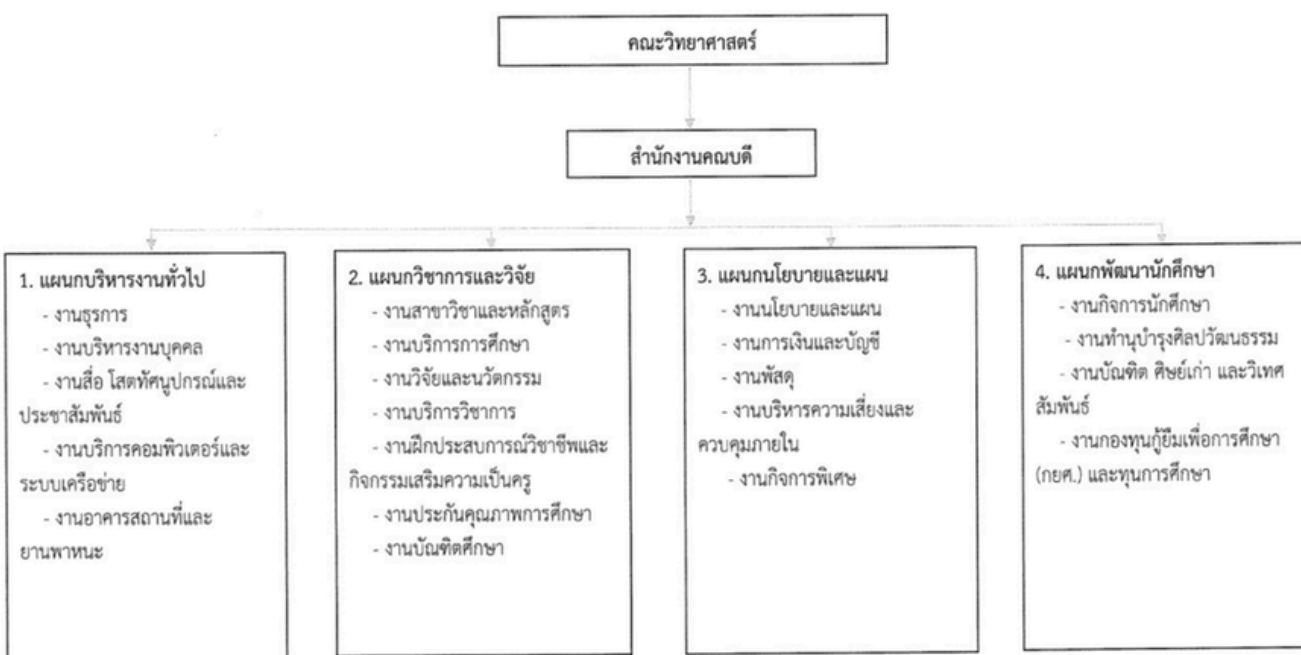 คณะวิทยาศาสตร์
สำนักงานคณบดี
1. แผนกบริหารงานทั่วไป
- งานธุรการ
- งานบริหารงานบุคคล
- งานสื่อ โสตทัศนูปกรณ์และ
ประชาสัมพันธ์
- งานบริการคอมพิวเตอร์และ
ระบบเครือข่าย
- งานอาคารสถานที่และ
ยานพาหนะ
2. แผนกวิชาการและวิจัย
- งานสาขาวิชาและหลักสูตร
- งานบริการการศึกษา
- งานวิจัยและนวัตกรรม
- งานบริการวิชาการ
- งานฝึกประสบการณ์วิชาชีพและ
กิจกรรมเสริมความเป็นครู
- งานประกันคุณภาพการศึกษา
- งานบัณฑิตศึกษา
3. แผนกนโยบายและแผน
- งานนโยบายและแผน
- งานการเงินและบัญชี
- งานพัสดุ
- งานบริหารความเสี่ยงและ
ควบคุมภายใน
- งานกิจการพิเศษ
4. แผนกพัฒนานักศึกษา
- งานกิจการนักศึกษา
- งานทำนุบำรุงศิลปวัฒนธรรม
- งานบัณฑิต ศิษย์เก่า และวิเทศ
สัมพันธ์
- งานกองทุนกู้ยืมเพื่อการศึกษา
(กยศ.) และทุนการศึกษา